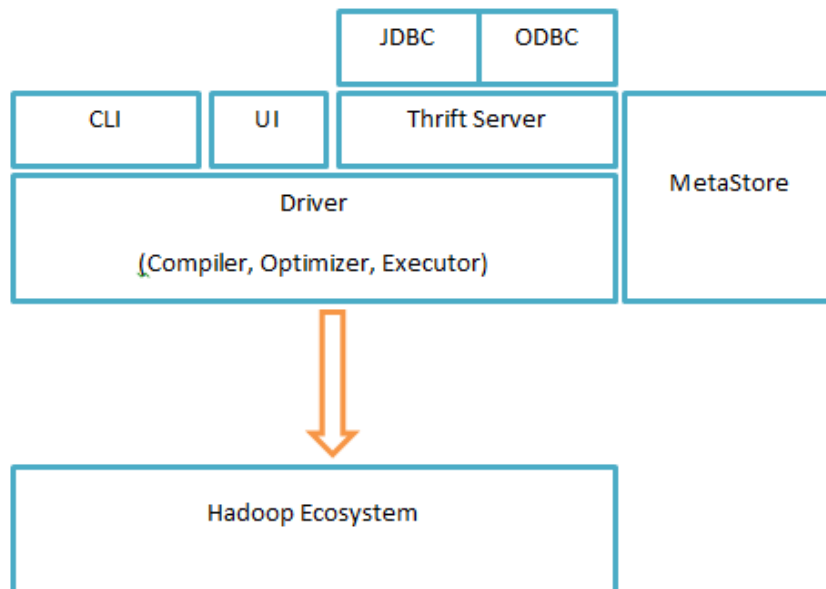 JDBC
ODBC
CLI
UI
Thrift Server
MetaStore
Driver
(Compiler, Optimizer, Executor)
Hadoop Ecosystem